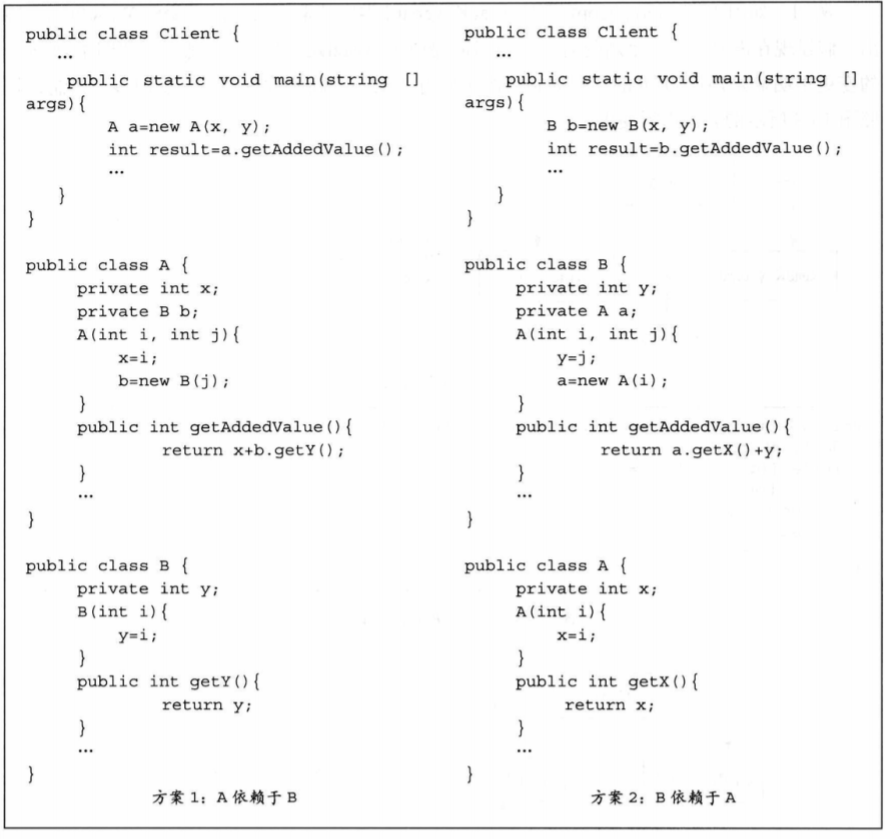 public class Client {
…
public static void main(string []
args){
A a=new A(x, y);
int result=a.getAddedValue();
…
}
}
public class A {
private int x;
private B b;
A(int i, int j){
x=i;
b=new B(j);
}
public int getAddedValue(){
return x+b.getY();
}
…
}
public class B {
private int y;
B(int i){
y=i;
}
public int getY(){
return y;
}
…
}
方案 1: A 依赖于 B
public class Client {
…
public static void main(string []
args){
B b=new B(x, y);
int result=b.getAddedValue();
…
}
}
public class B {
private int y;
private A a;
A(int i, int j){
y=j;
a=new A(i);
}
public int getAddedValue(){
return a.getX()+y;
}
…
}
public class A {
private int x;
A(int i){
x=i;
}
public int getX(){
return x;
}
…
}
方案 2: B 依赖于 A